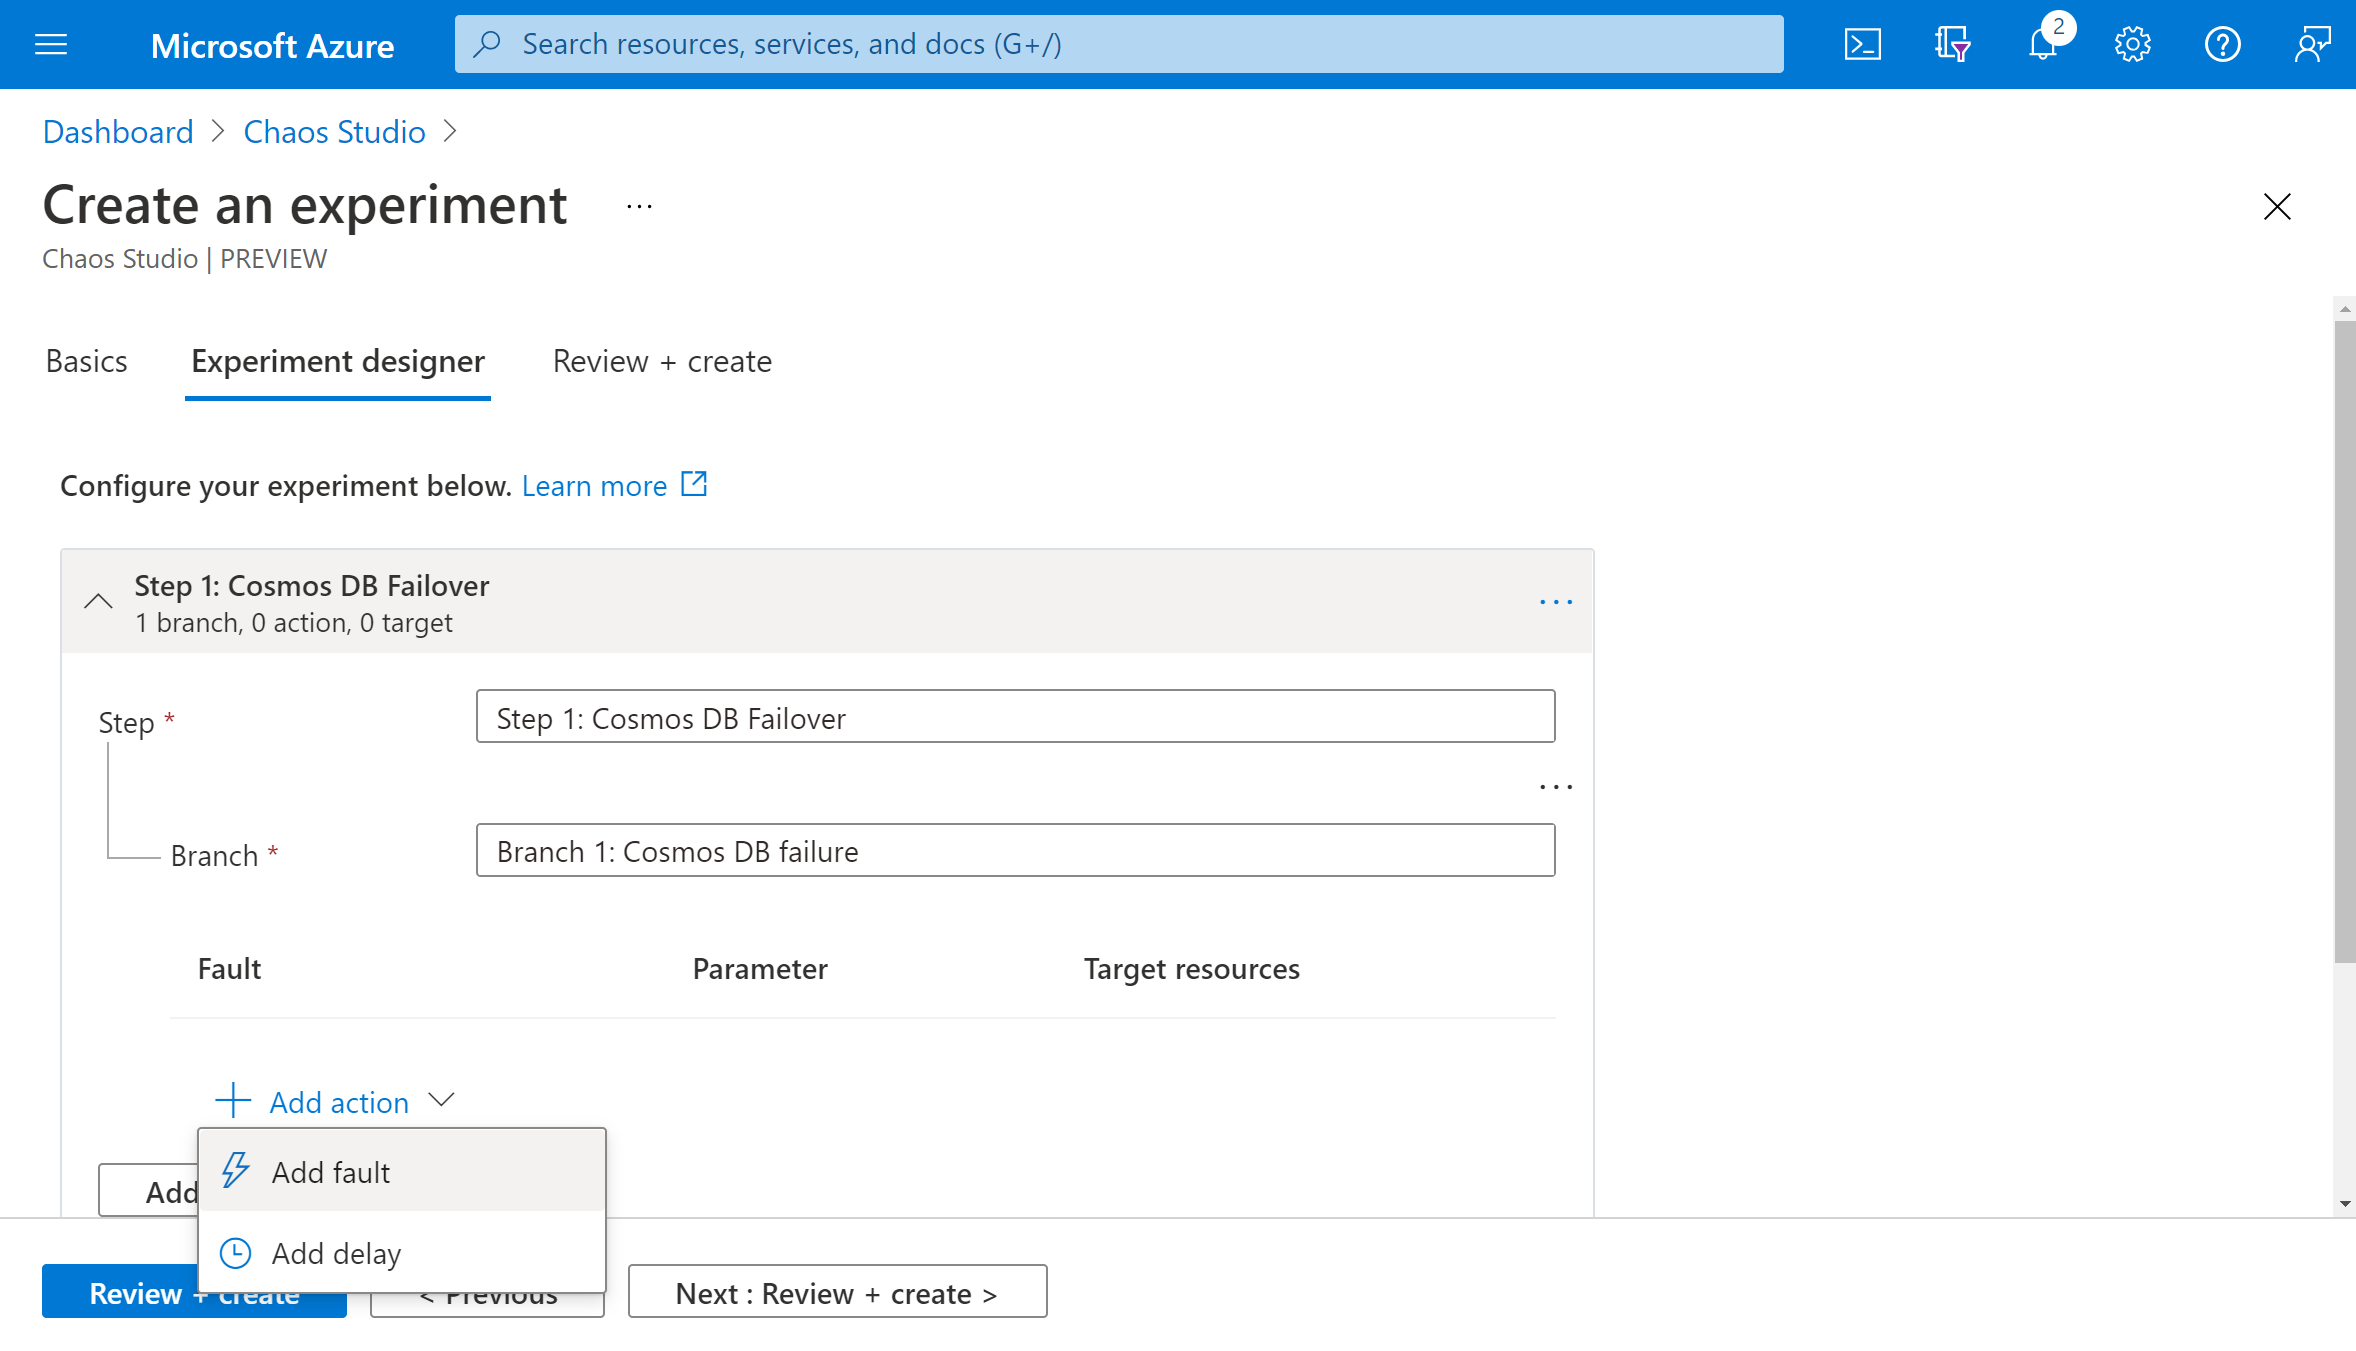 Microsoft Azure
Search resources, services, and docs (G+/)
2
Dashboard > Chaos Studio >
Create an experiment ...
Chaos Studio | PREVIEW
Basics
Experiment designer
Review + create
Configure your experiment below. Learn more
Step 1: Cosmos DB Failover
1 branch, 0 action, 0 target
...
Step *
Step 1: Cosmos DB Failover
...
Branch *
Branch 1: Cosmos DB failure
Fault
Parameter
Target resources
+ Add action
Add fault
Add
Add delay
Review + create
< Previous
Next : Review + create >